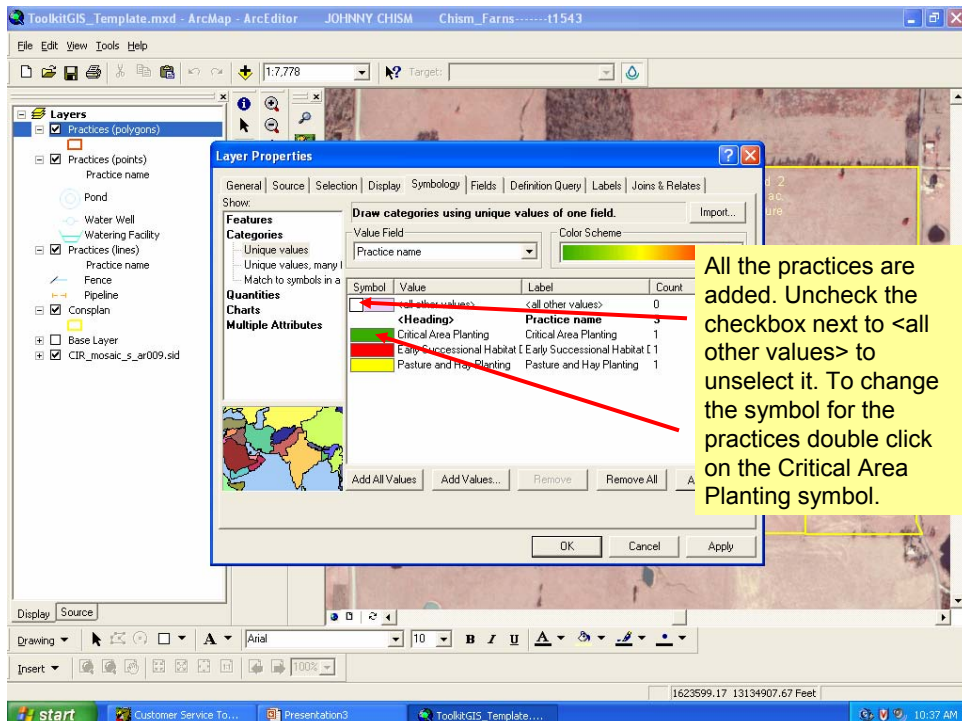 ToolkitGIS_Template.mxd - ArcMap - ArcEditor JOHNNY CHISM Chism_Farns-------t1543
File Edit View Tools Help
1:7,778 Target:
Layers
Practices (polygons)
Practices (points)
Practice name
Pond
Water Well
Watering Facility
Practices (lines)
Practice name
Fence
Pipeline
Consplan
Base Layer
CIR_mosaic_s_ar009.sid
Display Source
Layer Properties
General Source Selection Display Symbology Fields Definition Query Labels Joins & Relates
Show:
Features
Categories
Unique values
Unique values, many
Match to symbols in a
Quantities
Charts
Multiple Attributes
Draw categories using unique values of one field.
Import...
Value Field
Practice name
Color Scheme
Symbol Value Label Count
<all other values> <all other values> 0
<Heading> Practice name 3
Critical Area Planting Critical Area Planting 1
Early Successional Habitat Early Successional Habitat 1
Pasture and Hay Planting Pasture and Hay Planting 1
Add All Values Add Values... Remove Remove All
OK Cancel Apply
All the practices are
added. Uncheck the
checkbox next to <all
other values> to
unselect it. To change
the symbol for the
practices double click
on the Critical Area
Planting symbol.
Drawing A Arial 10 B I U A
Insert 100%
1623599.17 13134907.67 Feet
start Customer Service To... Presentation3 ToolkitGIS_Template.... 10:37 AM